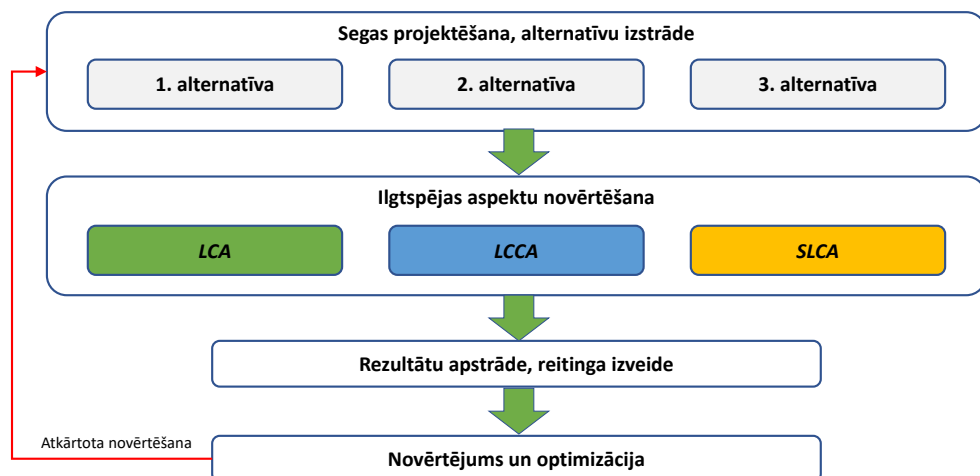 Segas projektēšana, alternatīvu izstrāde
1. alternatīva
2. alternatīva
3. alternatīva
Ilgtspējas aspektu novērtēšana
LCA
LCCA
SLCA
Rezultātu apstrāde, reitinga izveide
Atkārtota novērtēšana
Novērtējums un optimizācija